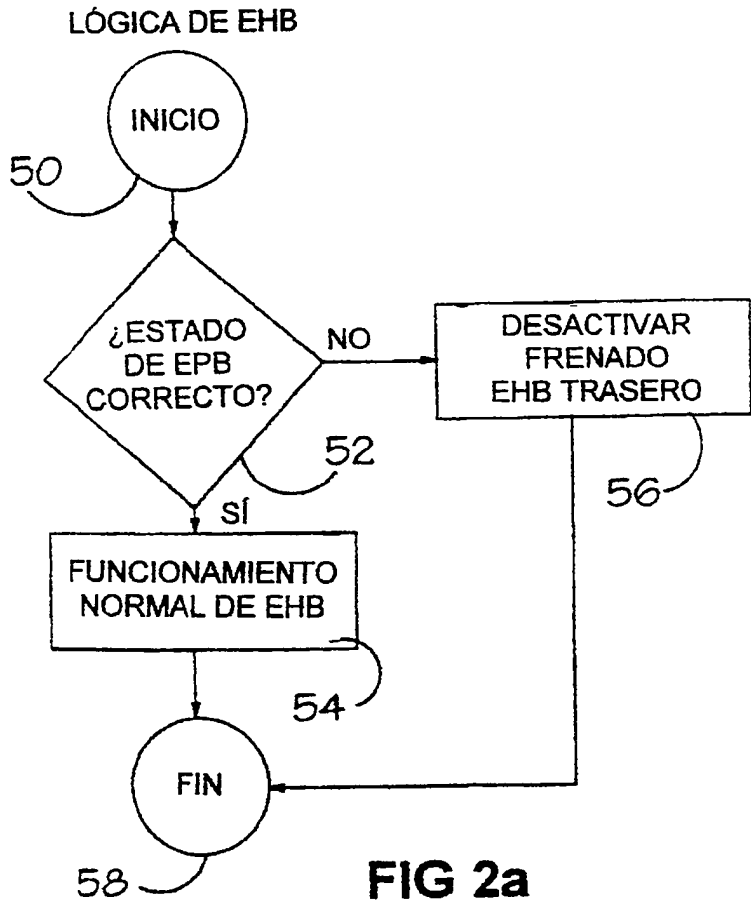 LÓGICA DE EHB
INICIO
50
¿ESTADO
DE EPB
CORRECTO?
NO
52
SÍ
DESACTIVAR
FRENADO
EHB TRASERO
56
FUNCIONAMIENTO
NORMAL DE EHB
54
FIN
58
FIG 2a